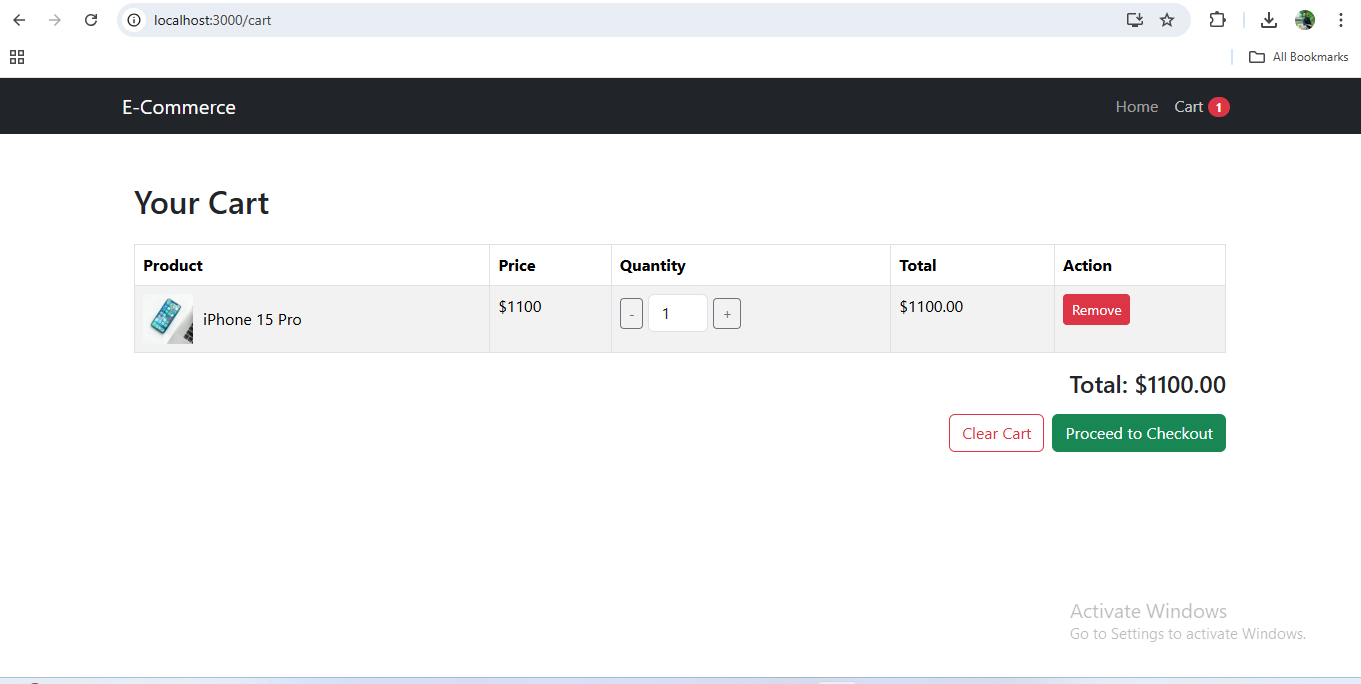 localhost:3000/cart
All Bookmarks
E-Commerce Home Cart 1
Your Cart
Product Price Quantity Total Action
iPhone 15 Pro $1100 - 1 + $1100.00 Remove
Total: $1100.00
Clear Cart Proceed to Checkout
Activate Windows
Go to Settings to activate Windows.